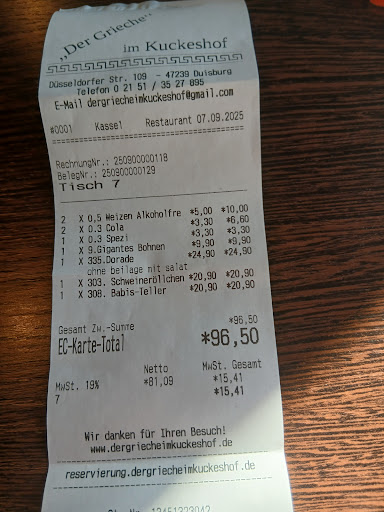 „Der Grieche“
im Kuckeshof
Düsseldorfer Str. 109 - 47239 Duisburg
Telefon 0 21 51 / 35 27 895
E-Mail dergriecheimkuckeshof@gmail.com
#0001 Kasse1 Restaurant 07.09.2025
RechnungNr.: 250900000118
BelegNr.: 250900000129
Tisch 7
2 X 0,5 Weizen Alkoholfre *5,00 *10,00
2 X 0.3 Cola *3,30 *6,60
1 X 0.3 Spezi *3,30 *3,30
1 X 9.Gigantes Bohnen *9,90 *9,90
1 X 335.Dorade *24,90 *24,90
ohne beilage mit salat
1 X 303. Schweineröllchen *20,90 *20,90
1 X 308. Babis-Teller *20,90 *20,90
*96,50
Gesamt Zw.-Summe
EC-Karte-Total *96,50
Netto MwSt. Gesamt
MwSt. 19% *81,09 *15,41
7 *15,41
Wir danken für Ihren Besuch!
www.dergriecheimkuckeshof.de
reservierung.dergriecheimkuckeshof.de